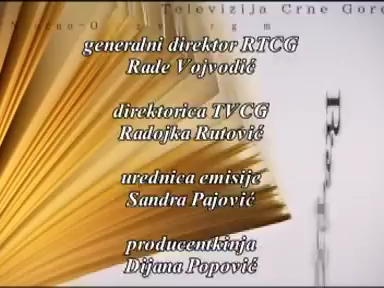 Televizija Crne Gore
generalni direktor RTCG
Rade Vojvodić
direktorica TVCG
Radojka Rutović
urednica emisije
Sandra Pajović
producentkinja
Dijana Popović